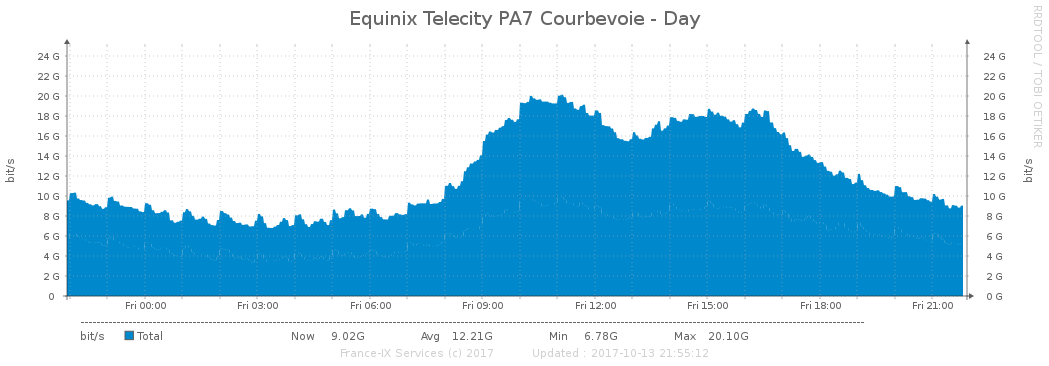 Equinix Telecity PA7 Courbevoie - Day
RRDTOOL / TOBI OETIKER
bit/s
24 G 24 G
22 G 22 G
20 G 20 G
18 G 18 G
16 G 16 G
14 G 14 G
12 G 12 G
10 G 10 G
8 G 8 G
6 G 6 G
4 G 4 G
2 G 2 G
0 0 G
bit/s
Fri 00:00 Fri 03:00 Fri 06:00 Fri 09:00 Fri 12:00 Fri 15:00 Fri 18:00 Fri 21:00
bit/s Total Now 9.02G Avg 12.21G Min 6.78G Max 20.10G
France-IX Services (c) 2017 Updated : 2017-10-13 21:55:12